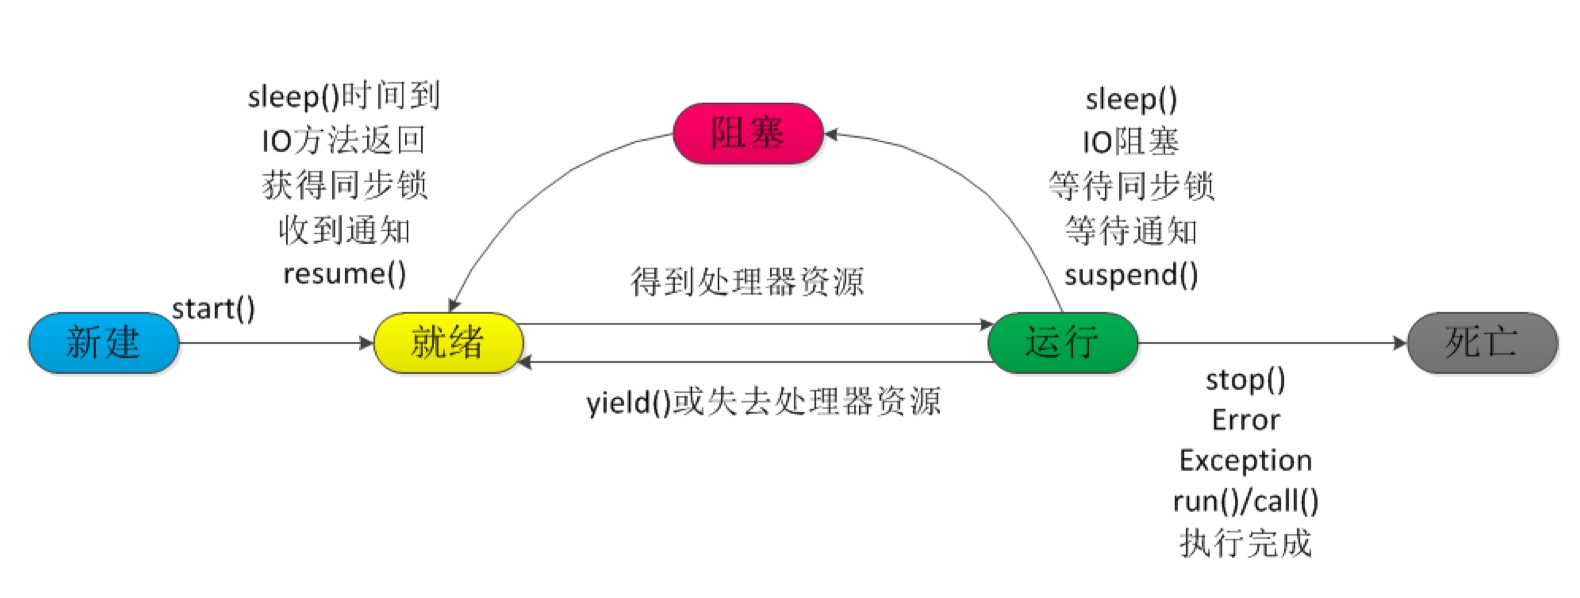 sleep()时间到
IO方法返回
获得同步锁
收到通知
resume()
阻塞
sleep()
IO阻塞
等待同步锁
等待通知
suspend()
start()
得到处理器资源
新建
就绪
运行
死亡
yield()或失去处理器资源
stop()
Error
Exception
run()/call()
执行完成